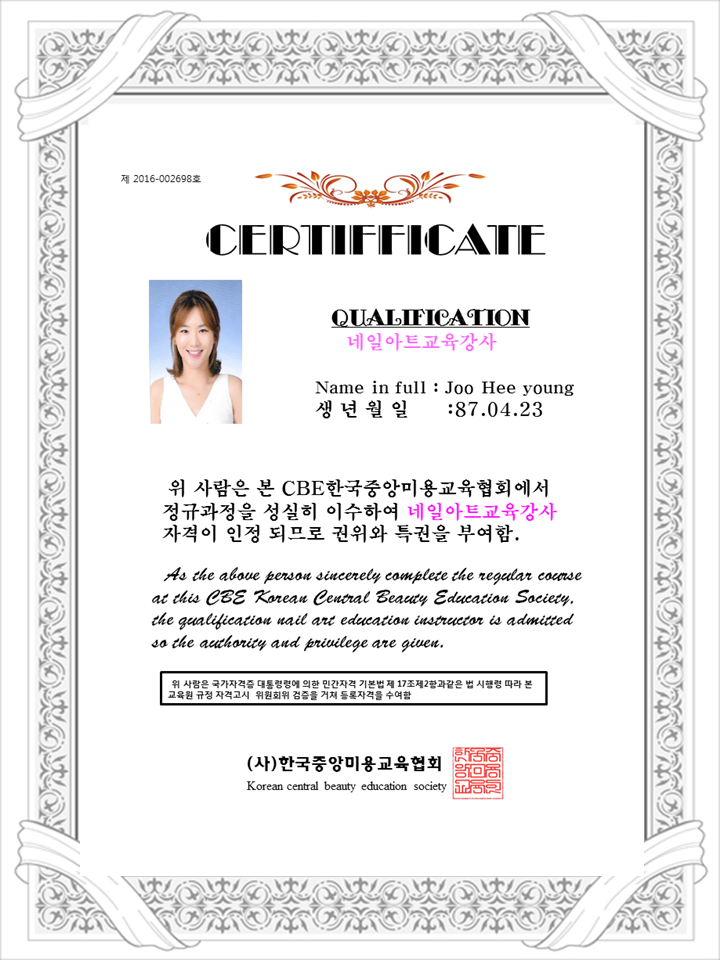 제 2016-002698호
CERTIFFICATE
QUALIFICATION
네일아트교육강사
Name in full : Joo Hee young
생 년 월 일 :87.04.23
위 사람은 본 CBE한국중앙미용교육협회에서
정규과정을 성실히 이수하여 네일아트교육강사
자격이 인정 되므로 권위와 특권을 부여함.
As the above person sincerely complete the regular course
at this CBE Korean Central Beauty Education Society,
the qualification nail art education instructor is admitted
so the authority and privilege are given.
위 사람은 국가자격증 대통령령에 의한 민간자격 기본법 제 17조제2항과같은 법 시행령 따라 본
교육원 규정 자격고시 위원회위 검증을 거쳐 등록자격을 수여함
(사)한국중앙미용교육협회
Korean central beauty education society